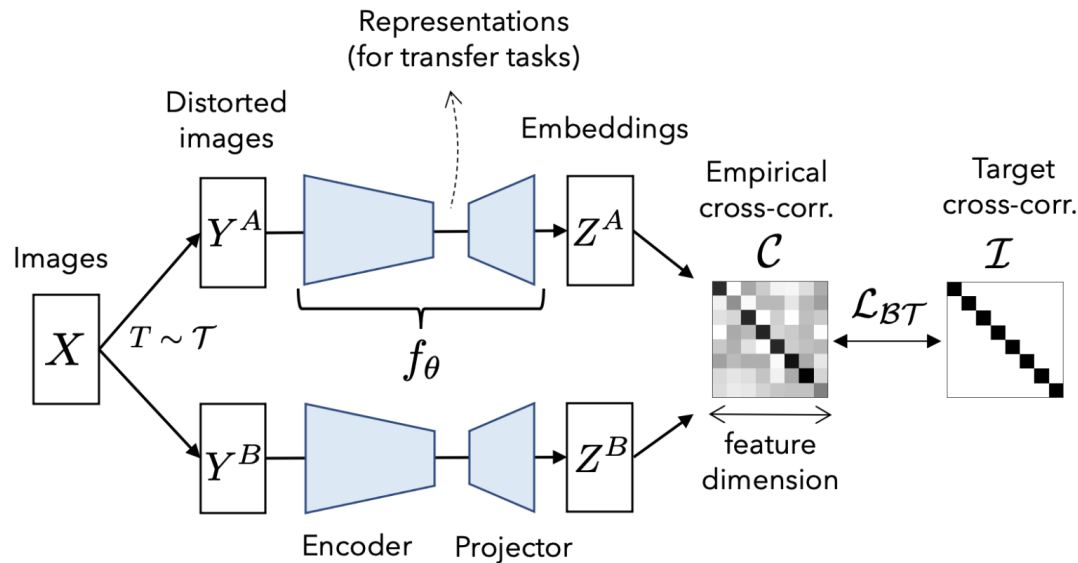 Representations
(for transfer tasks)
Distorted
images
Embeddings
Empirical
cross-corr.
Target
cross-corr.
Images
Y^A
Z^A
C
I
X
T ∼ 𝒯
f_θ
ℒ_ℬ𝒯
Y^B
Z^B
feature
dimension
Encoder
Projector